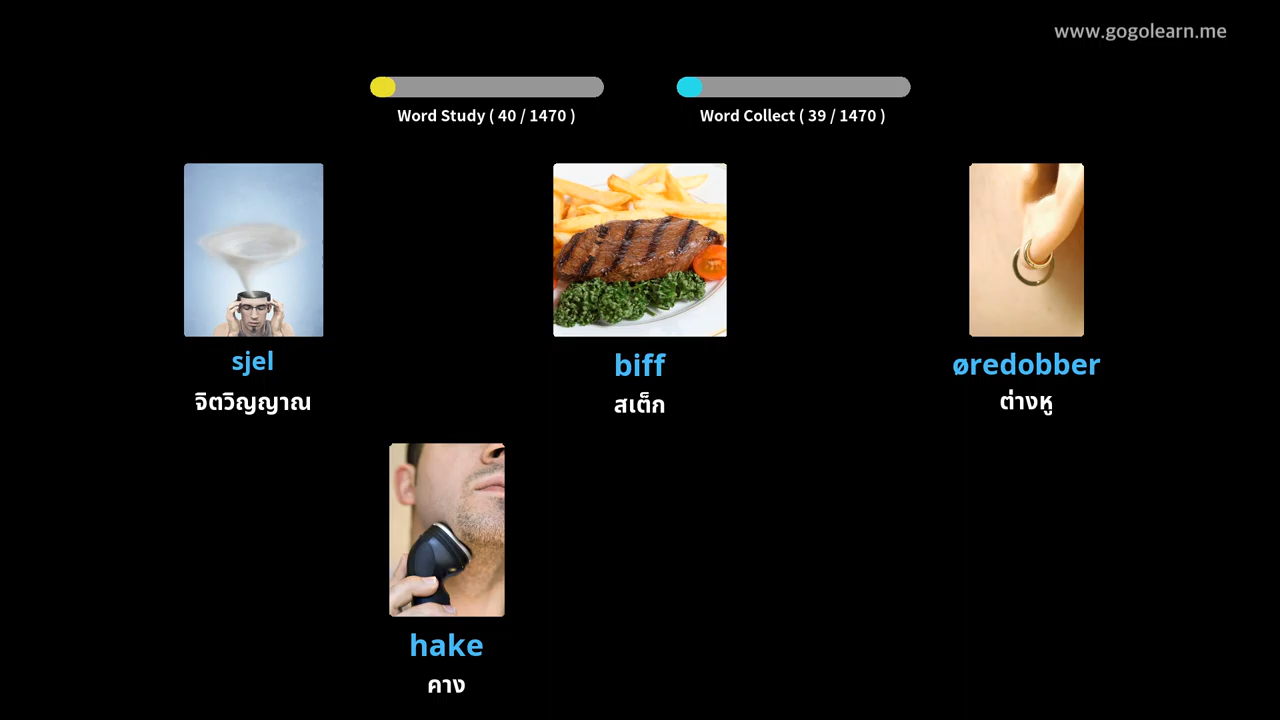 www.gogolearn.me
Word Study ( 40 / 1470 )
Word Collect ( 39 / 1470 )
sjel
จิตวิญญาณ
biff
สเต็ก
øredobber
ต่างหู
hake
คาง